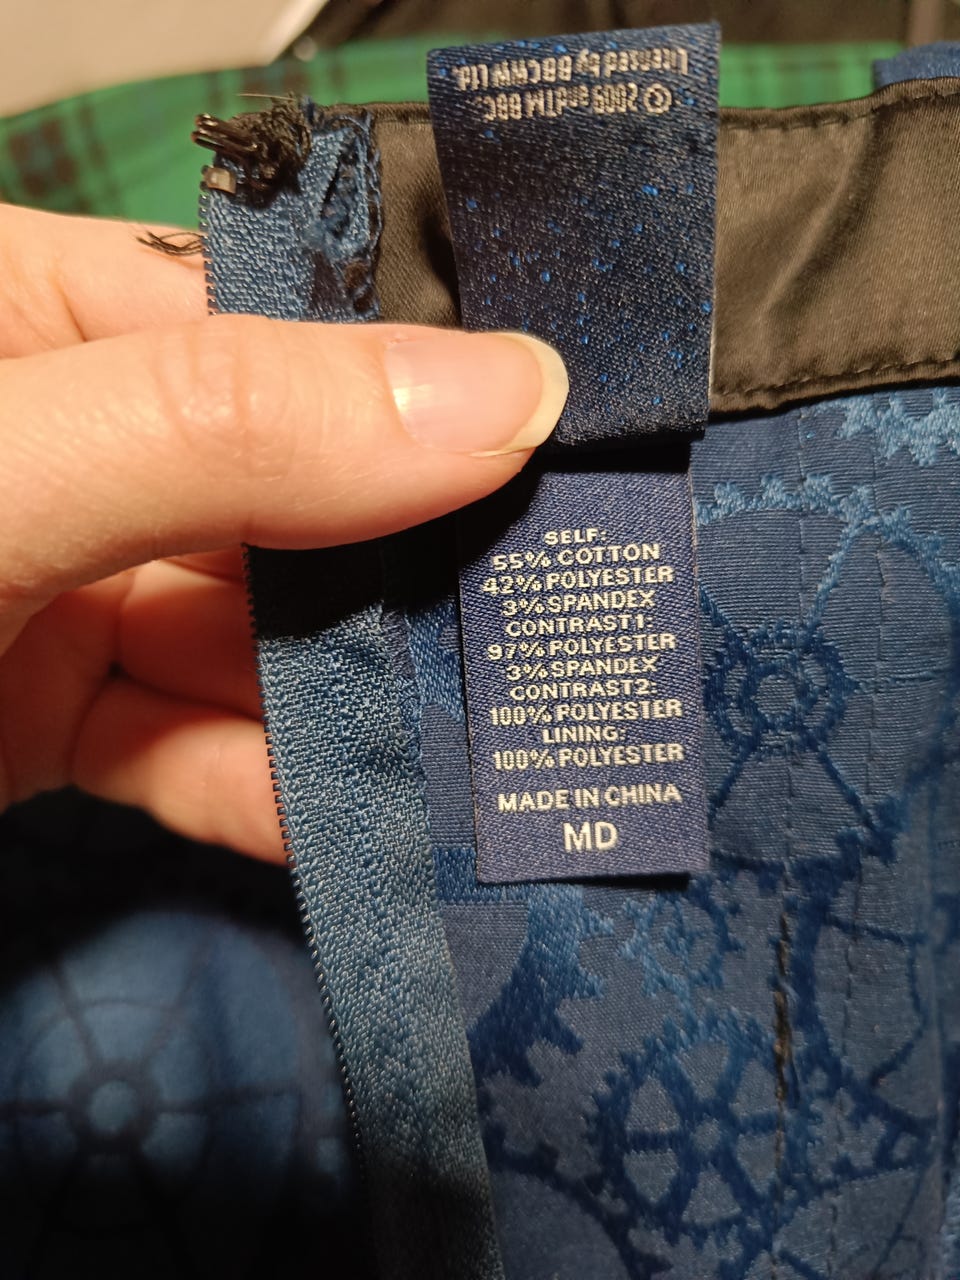 © 2009 and TM BBC.
Licensed by BBCWW Ltd.
SELF:
55% COTTON
42% POLYESTER
3% SPANDEX
CONTRAST1:
97% POLYESTER
3% SPANDEX
CONTRAST2:
100% POLYESTER
LINING:
100% POLYESTER
MADE IN CHINA
MD